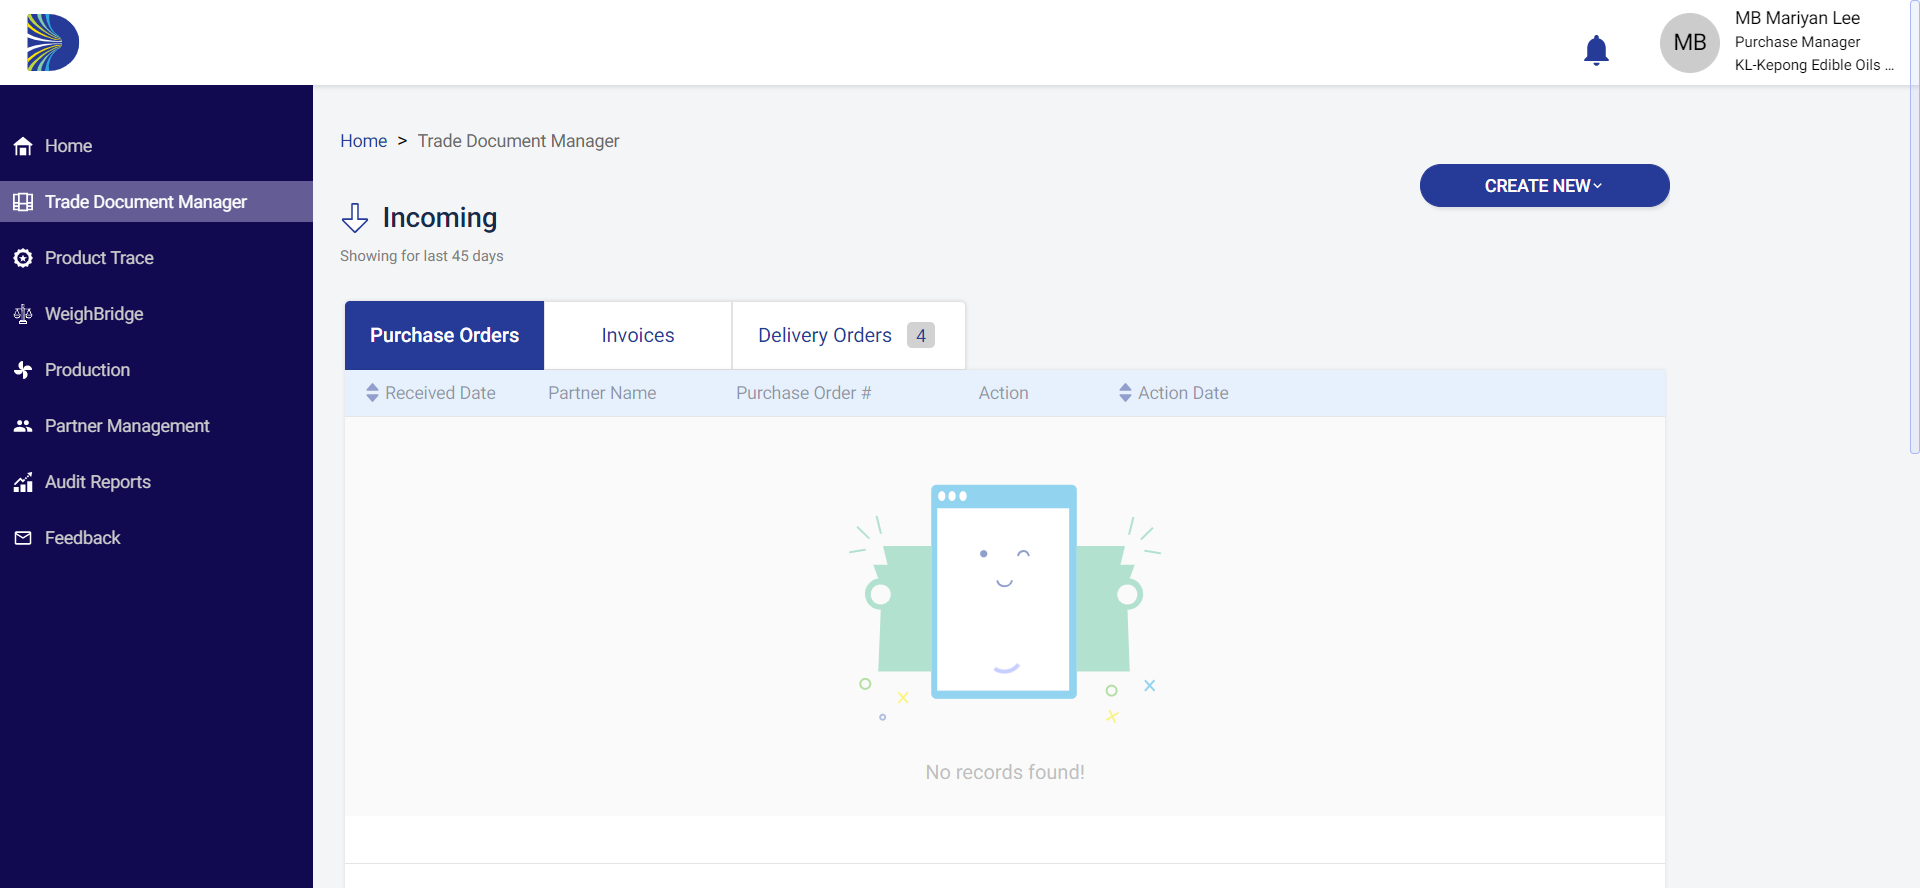 MB
MB Mariyan Lee
Purchase Manager
KL-Kepong Edible Oils ...
Home
Trade Document Manager
Product Trace
WeighBridge
Production
Partner Management
Audit Reports
Feedback
Home > Trade Document Manager
CREATE NEW
Incoming
Showing for last 45 days
Purchase Orders Invoices Delivery Orders 4
Received Date Partner Name Purchase Order # Action Action Date
No records found!